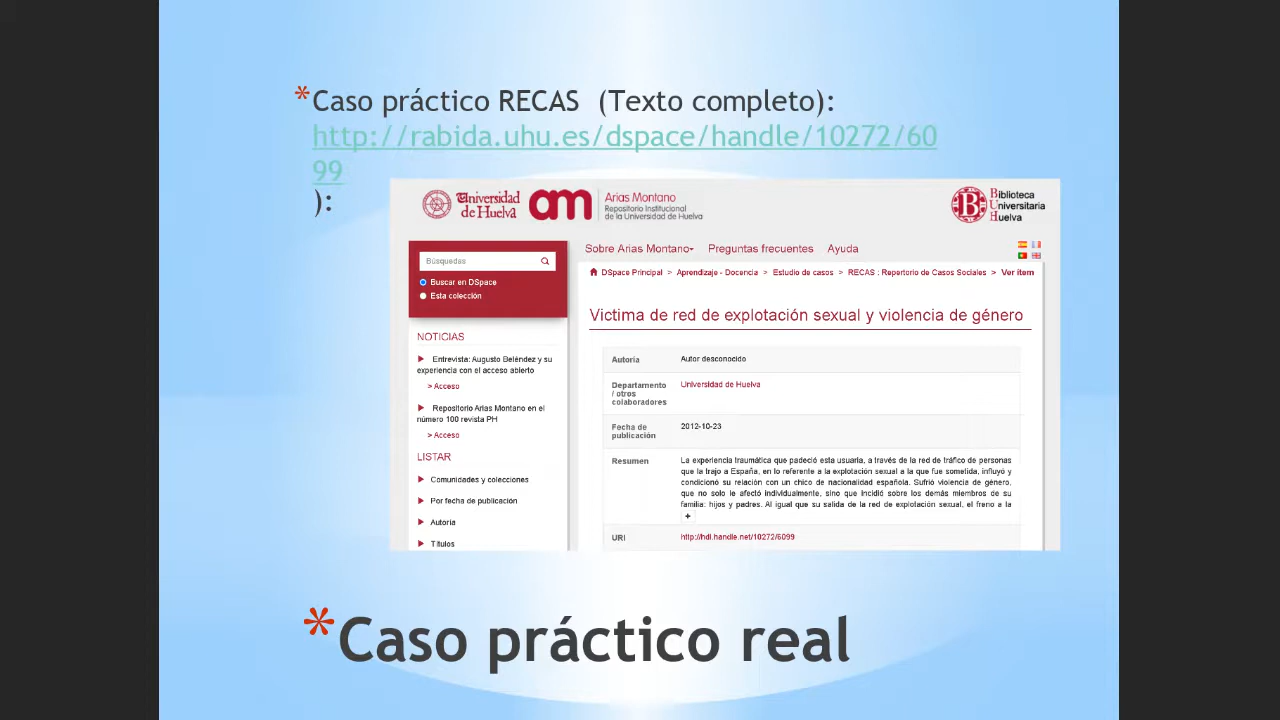 *Caso práctico RECAS (Texto completo):
http://rabida.uhu.es/dspace/handle/10272/60
99
):
Universidad
de Huelva
am
Arias Montano
Repositorio Institucional
de la Universidad de Huelva
Biblioteca
Universitaria
Huelva
Sobre Arias Montano
Preguntas frecuentes
Ayuda
Búsquedas
Buscar en DSpace
Esta colección
DSpace Principal > Aprendizaje - Docencia > Estudio de casos > RECAS : Repertorio de Casos Sociales > Ver ítem
NOTICIAS
Entrevista: Augusto Beléndez y su
experiencia con el acceso abierto
> Acceso
Repositorio Arias Montano en el
número 100 revista PH
> Acceso
LISTAR
Comunidades y colecciones
Por fecha de publicación
Autoría
Títulos
Victima de red de explotación sexual y violencia de género
Autoría
Autor desconocido
Departamento
/ otros
colaboradores
Universidad de Huelva
Fecha de
publicación
2012-10-23
Resumen
La experiencia traumática que padeció esta usuaria, a través de la red de tráfico de personas
que la trajo a España, en lo referente a la explotación sexual a la que fue sometida, influyó y
condicionó su relación con un chico de nacionalidad española. Sufrió violencia de género,
que no solo le afectó individualmente, sino que incidió sobre los demás miembros de su
familia: hijos y padres. Al igual que su salida de la red de explotación sexual, el freno a la
+
URI
http://hdl.handle.net/10272/6099
*Caso práctico real